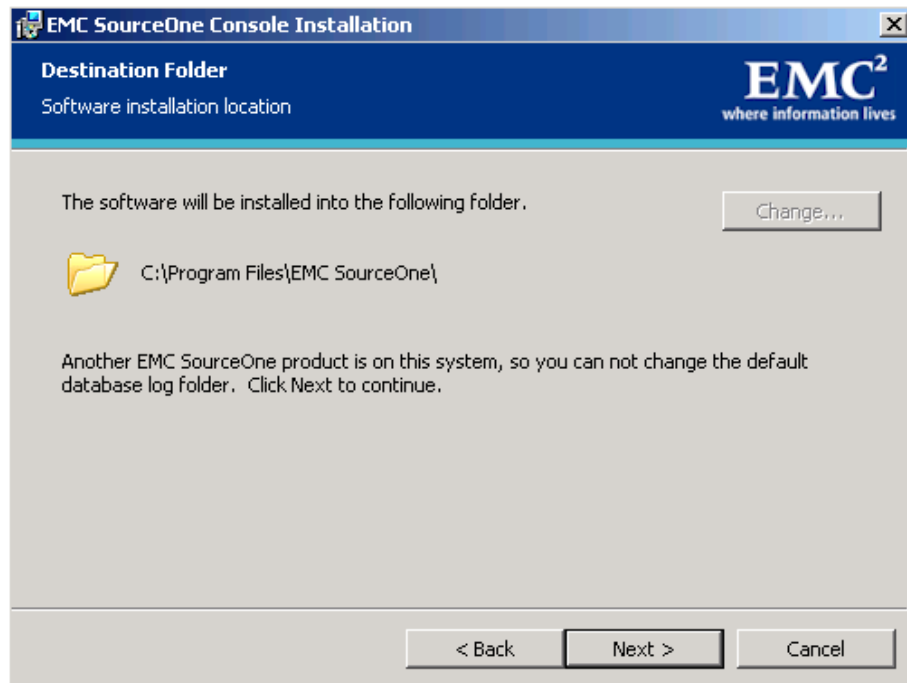 EMC SourceOne Console Installation
Destination Folder
Software installation location
EMC²
where information lives
The software will be installed into the following folder.
Change...
C:\Program Files\EMC SourceOne\
Another EMC SourceOne product is on this system, so you can not change the default
database log folder.  Click Next to continue.
< Back
Next >
Cancel